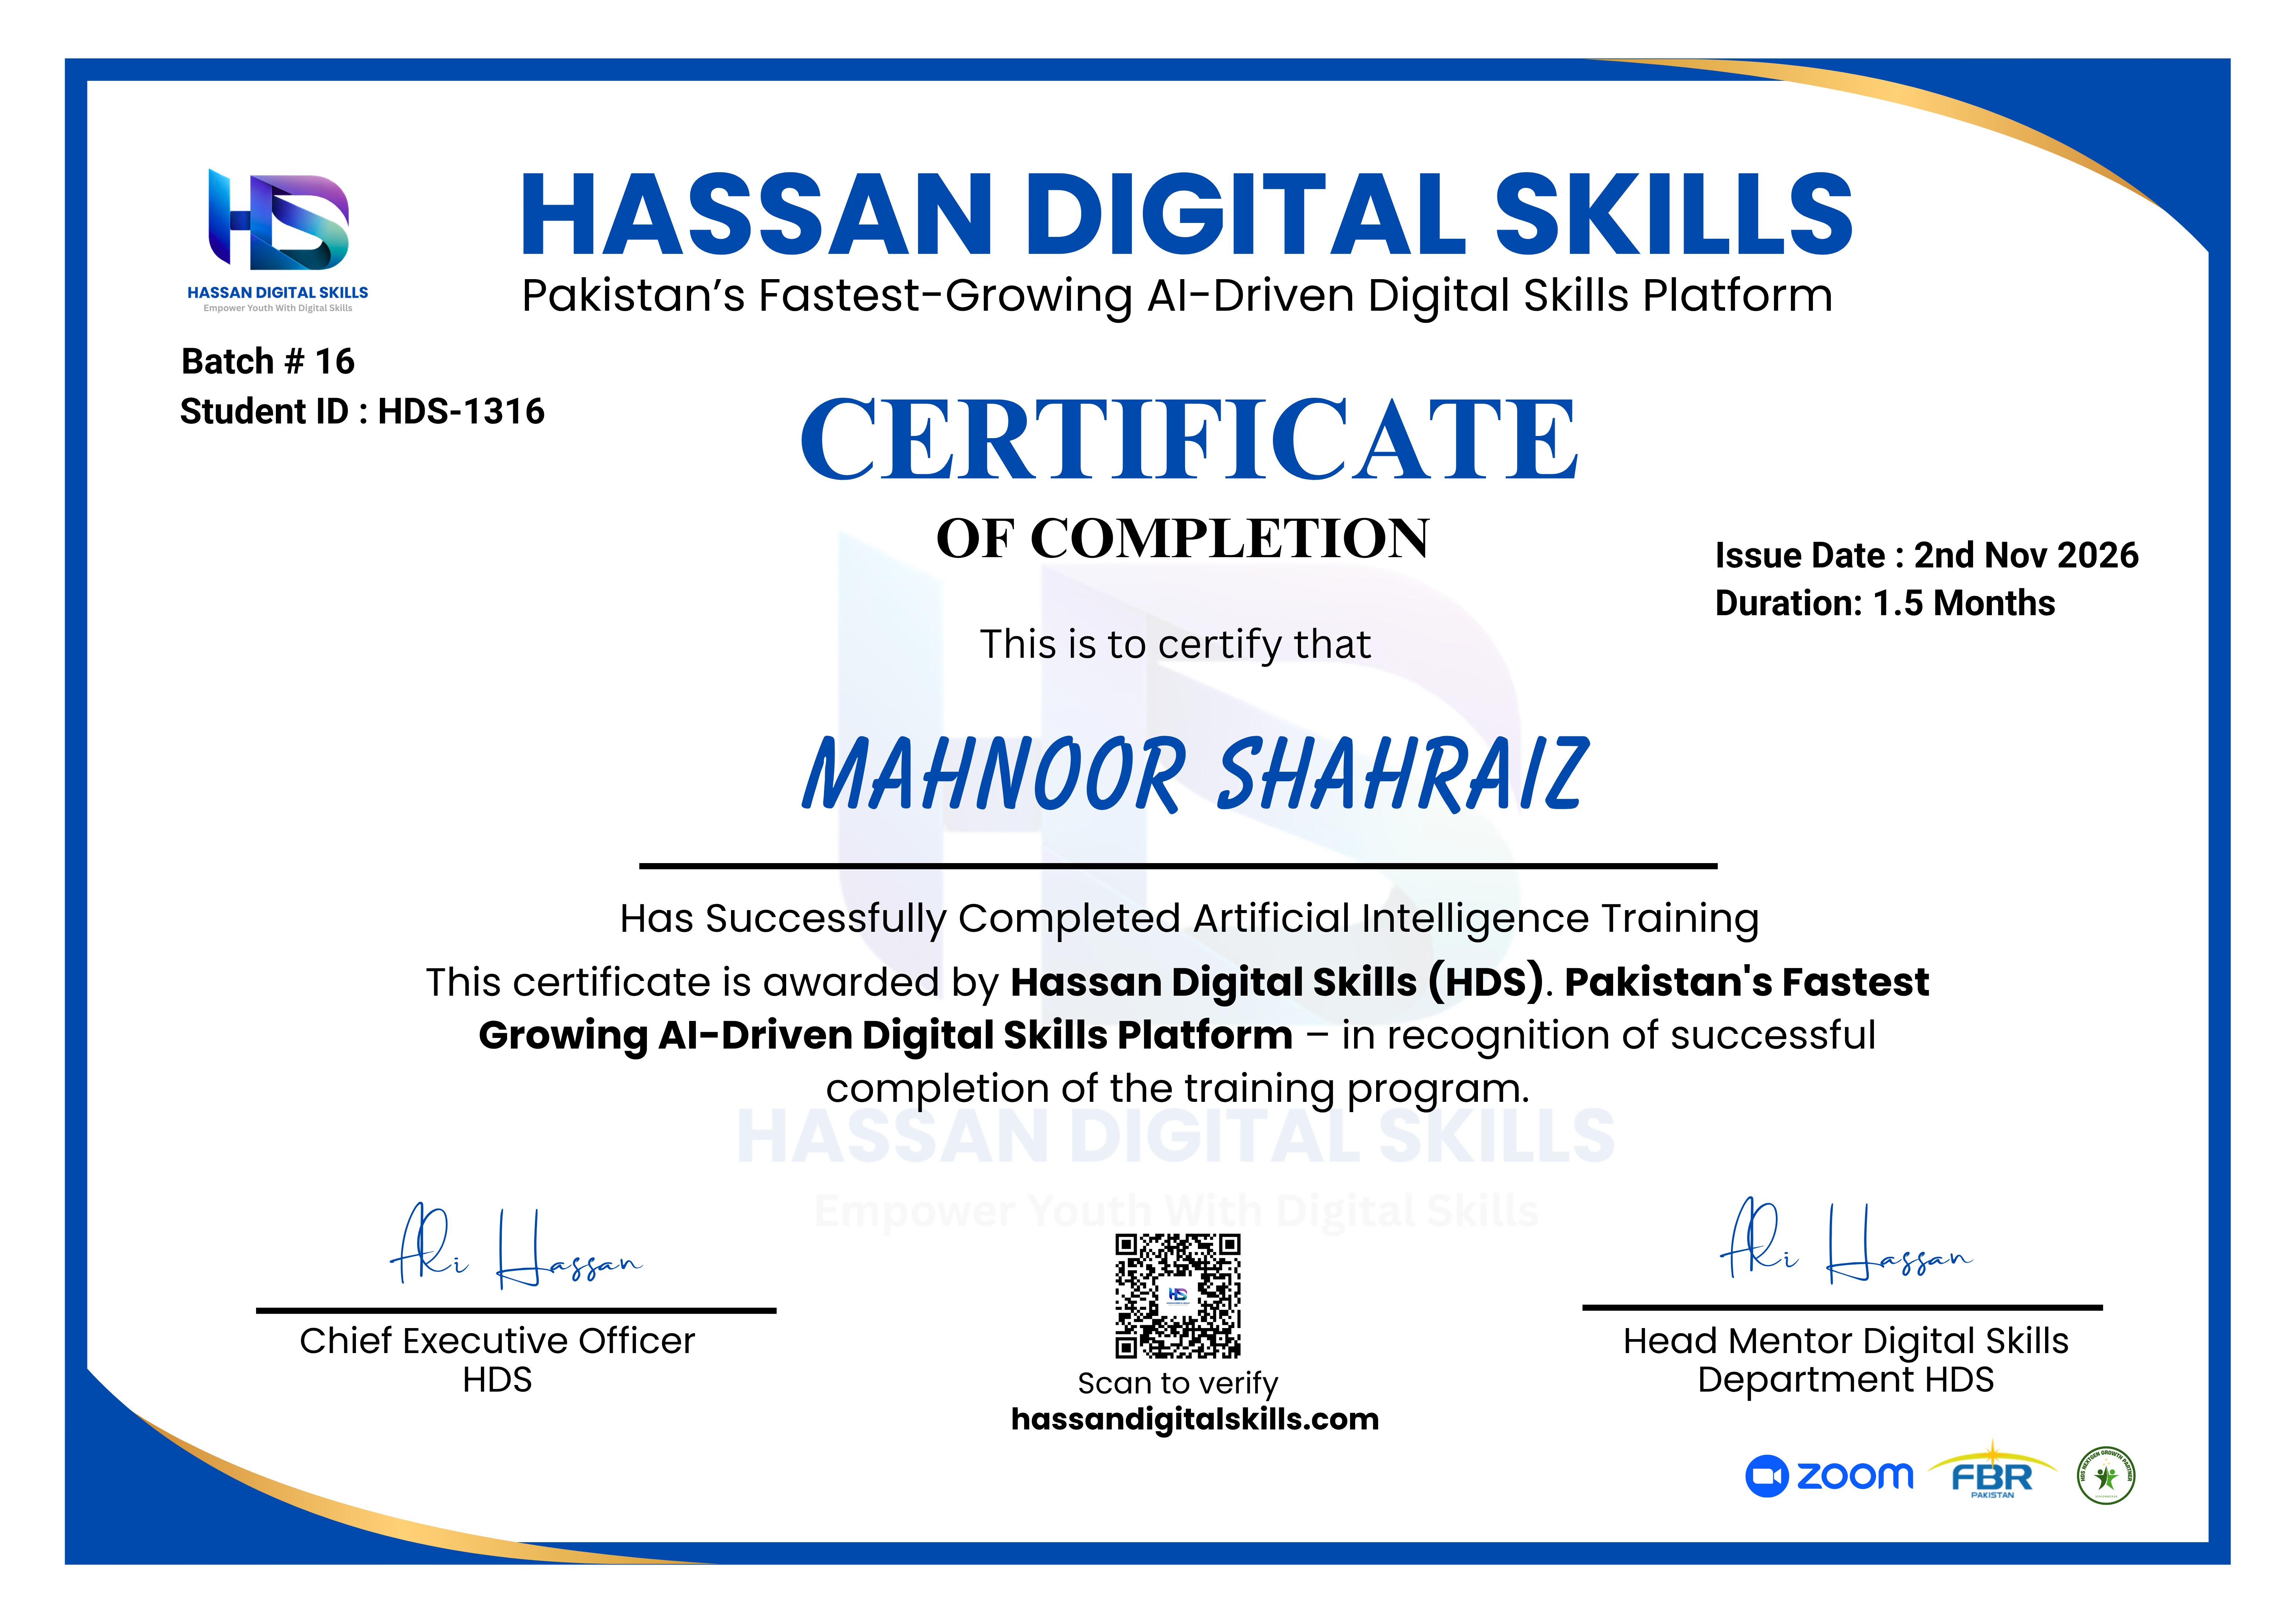 HASSAN DIGITAL SKILLS
Pakistan’s Fastest-Growing AI-Driven Digital Skills Platform
HDS
HASSAN DIGITAL SKILLS
Empower Youth With Digital Skills
Batch # 16
Student ID : HDS-1316
CERTIFICATE
OF COMPLETION
Issue Date : 2nd Nov 2026
Duration: 1.5 Months
This is to certify that
MAHNOOR SHAHRAIZ
Has Successfully Completed Artificial Intelligence Training
This certificate is awarded by Hassan Digital Skills (HDS). Pakistan's Fastest
Growing AI-Driven Digital Skills Platform – in recognition of successful
completion of the training program.
HASSAN DIGITAL SKILLS
Empower Youth With Digital Skills
Ali Hassan
Chief Executive Officer
HDS
Scan to verify
hassandigitalskills.com
Ali Hassan
Head Mentor Digital Skills
Department HDS
zoom
FBR
PAKISTAN
HDS NEXTGEN GROWTH PARTNER